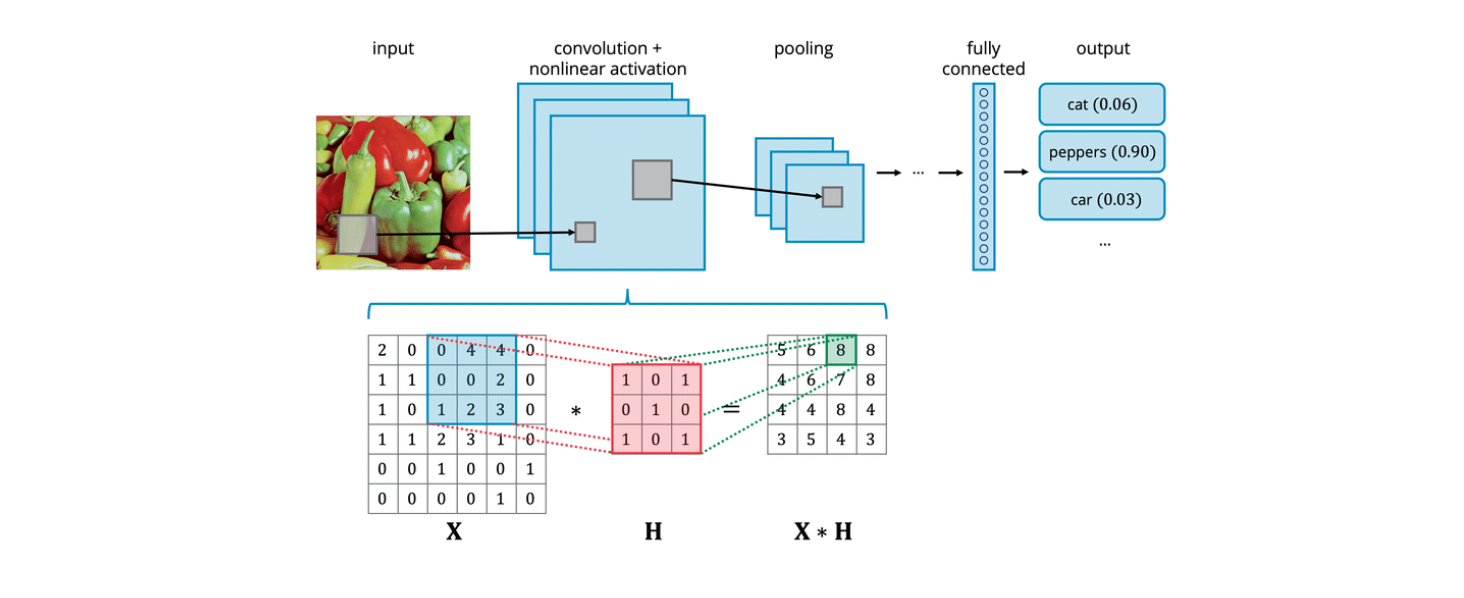 input
convolution +
nonlinear activation
pooling
fully
connected
output
cat (0.06)
peppers (0.90)
car (0.03)
...
...
2 0 0 4 4 0
1 1 0 0 2 0
1 0 1 2 3 0
1 1 2 3 1 0
0 0 1 0 0 1
0 0 0 0 1 0
*
1 0 1
0 1 0
1 0 1
=
5 6 8 8
4 6 7 8
4 4 8 4
3 5 4 3
X
H
X * H